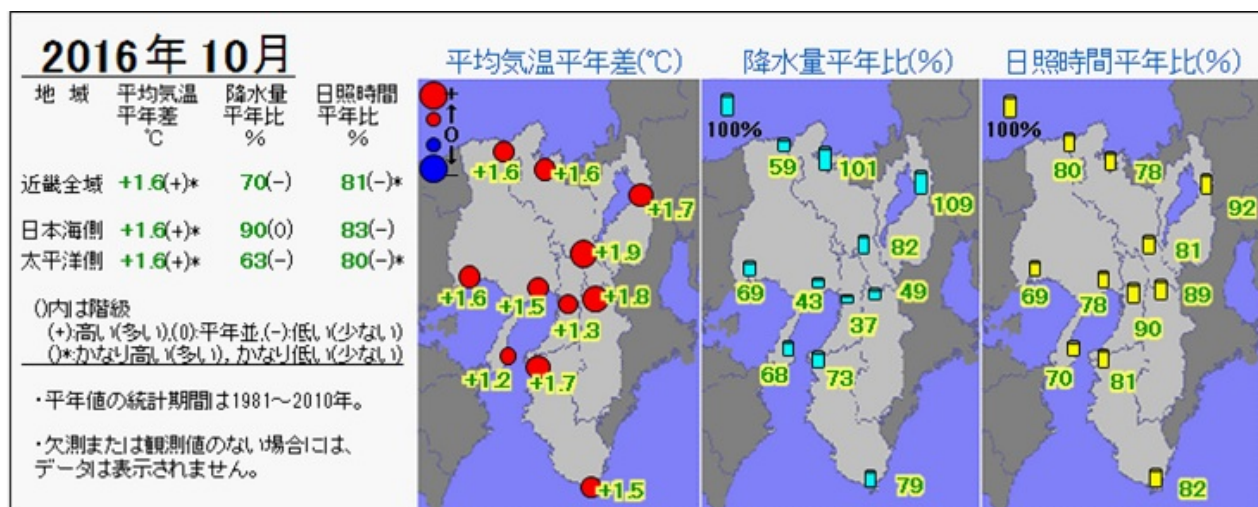 2016年10月
地 域 平均気温 降水量 日照時間
平年差 平年比 平年比
℃ % %
近畿全域 +1.6(+)* 70(-) 81(-)*
日本海側 +1.6(+)* 90(0) 83(-)
太平洋側 +1.6(+)* 63(-) 80(-)*
()内は階級
(+):高い(多い),(0):平年並,(-):低い(少ない)
()*:かなり高い(多い)，かなり低い(少ない)
・平年値の統計期間は1981～2010年。
・欠測または観測値のない場合には、
データは表示されません。
平均気温平年差(℃)
+
↑
0
↓
-
+1.6
+1.6
+1.7
+1.9
+1.6
+1.5
+1.8
+1.3
+1.2
+1.7
+1.5
降水量平年比(%)
100%
59
101
109
82
69
43
49
37
68
73
79
日照時間平年比(%)
100%
80
78
92
81
69
78
89
90
70
81
82